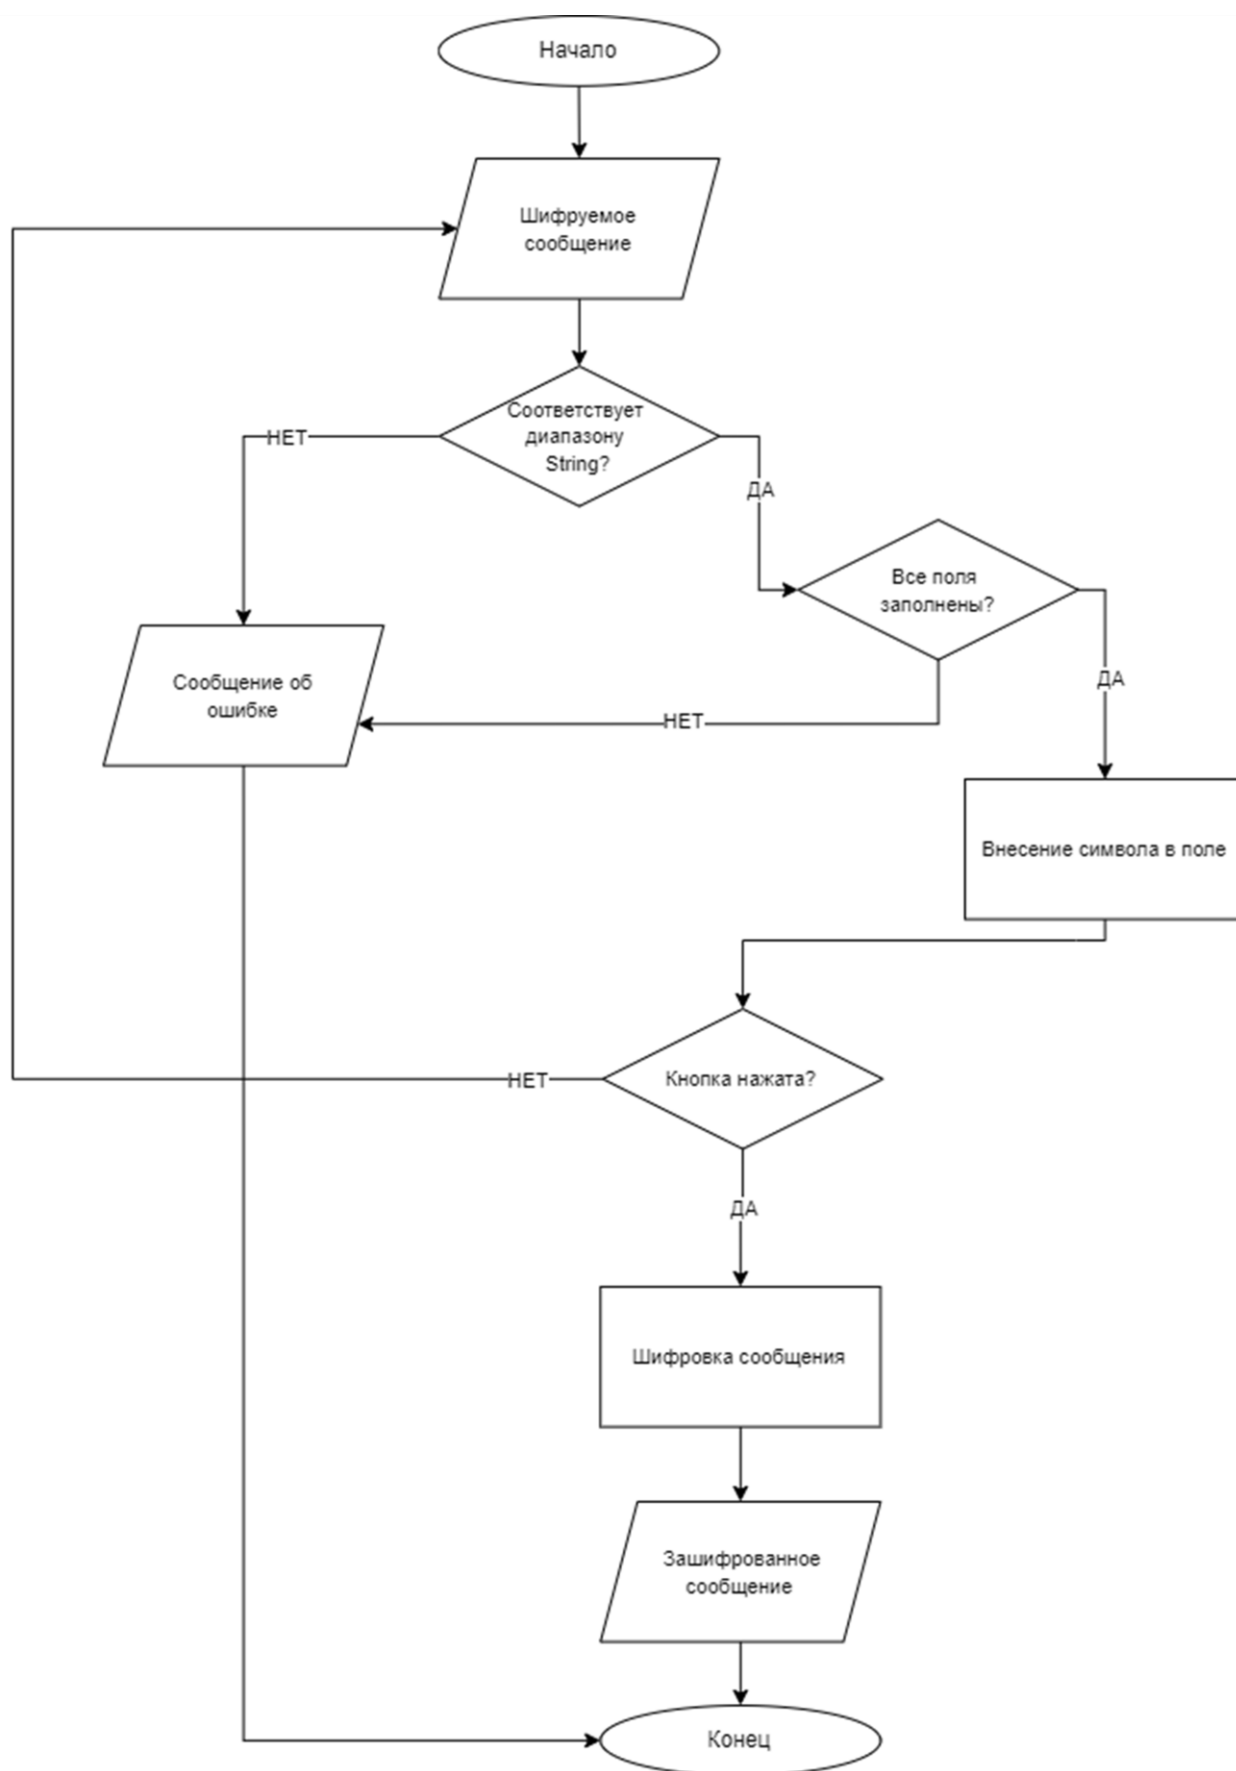 Начало
Шифруемое
сообщение
Соответствует
диапазону
String?
НЕТ
ДА
Все поля
заполнены?
ДА
Сообщение об
ошибке
НЕТ
Внесение символа в поле
Кнопка нажата?
НЕТ
ДА
Шифровка сообщения
Зашифрованное
сообщение
Конец